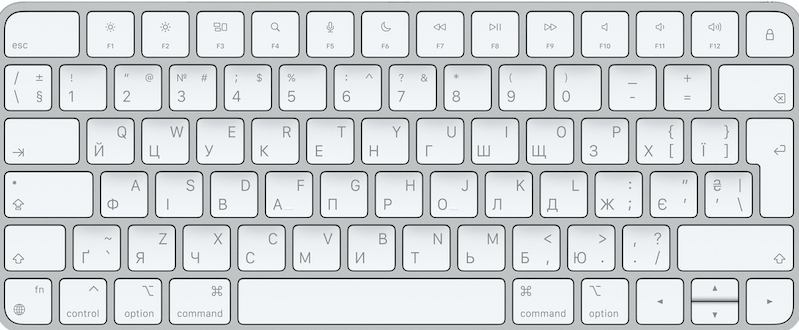 esc F1 F2 F3 F4 F5 F6 F7 F8 F9 F10 F11 F12
/ ± ! " @ № # ; $ % : ^ ? & * ( ) — +
\ § 1 2 3 4 5 6 7 8 9 0 - =
Q W E R T Y U I O P { }
Й Ц У К Е Н Г Ш Щ З Х [ Ї ]
A S D F G H J K L : ; " ₴ |
Ф І В А П Р О Л Д Ж ; Є ' ' \
~ Z X C V B N M < > , ?
Ґ ` Я Ч С М И Т Ь Б , Ю . . /
fn
control option command command option